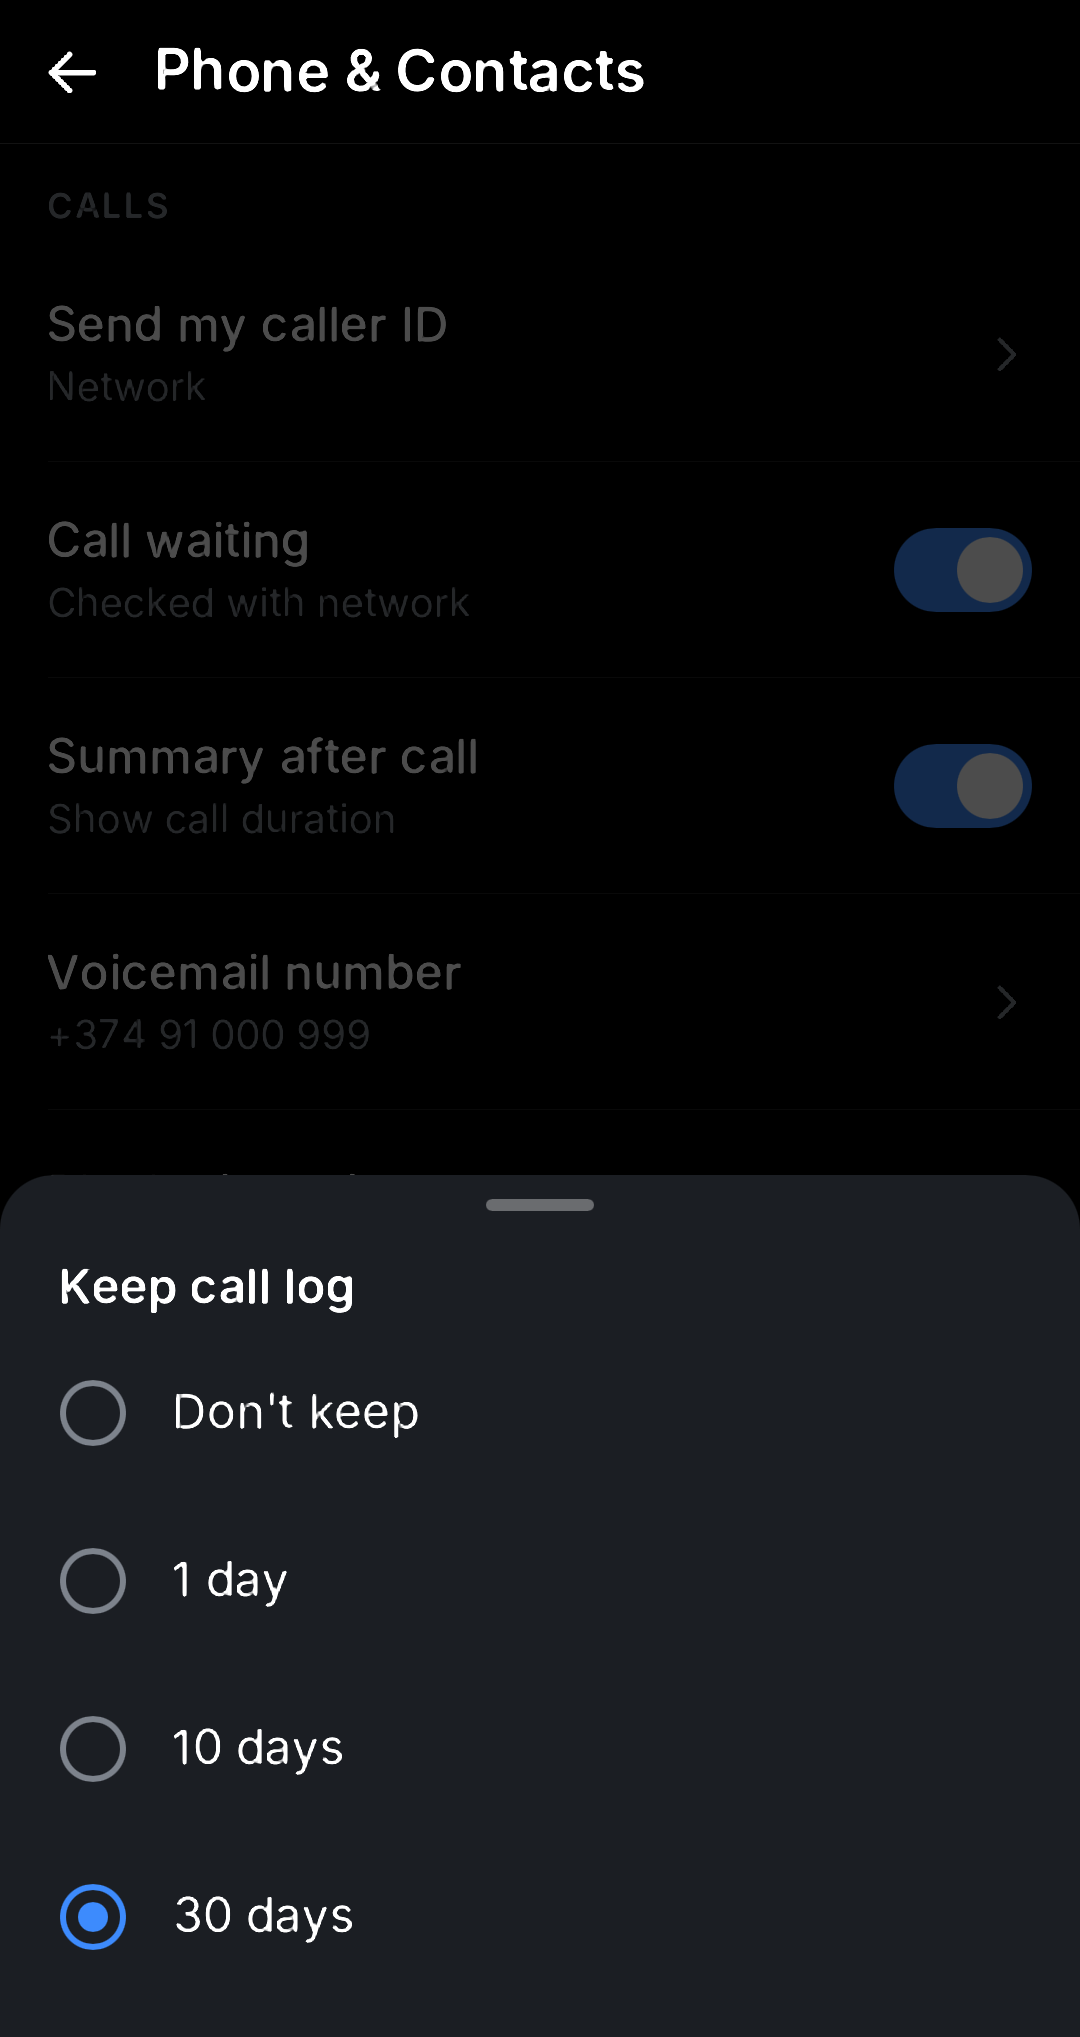 Phone & Contacts
CALLS
Send my caller ID
Network
Call waiting
Checked with network
Summary after call
Show call duration
Voicemail number
+374 91 000 999
Keep call log
Don't keep
1 day
10 days
30 days